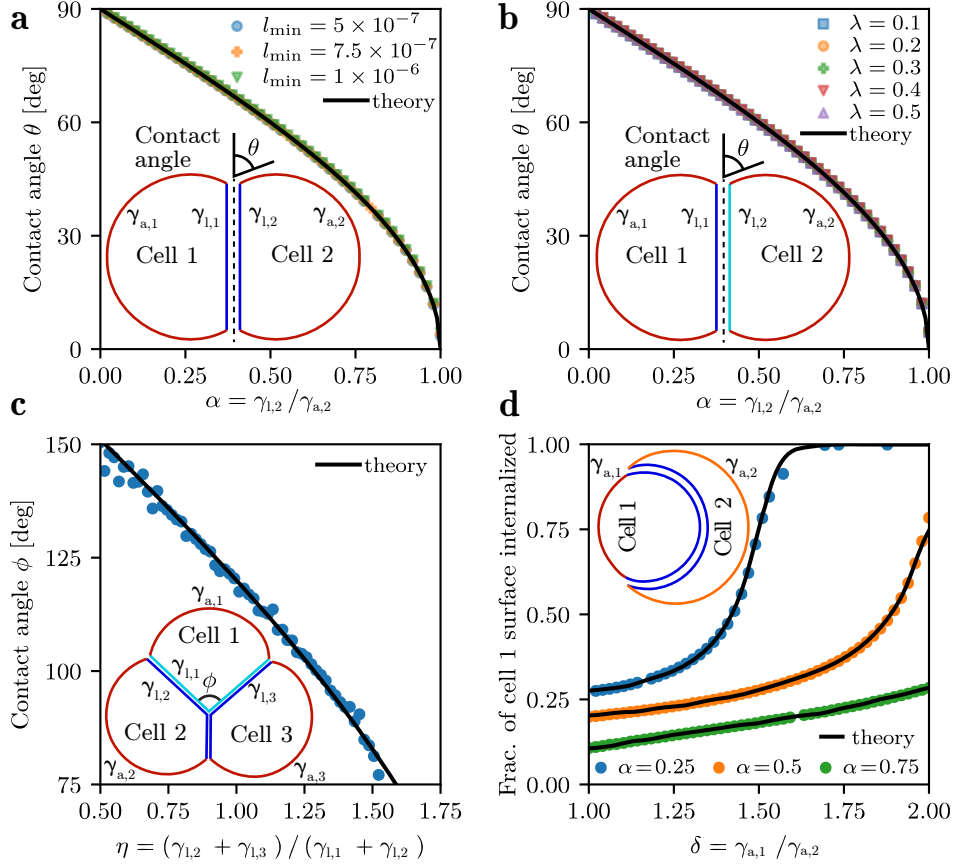 a
90
60
30
0
Contact angle θ [deg]
l_min = 5 × 10⁻⁷
l_min = 7.5 × 10⁻⁷
l_min = 1 × 10⁻⁶
theory
Contact
angle
θ
γ_a,1
γ_l,1
γ_l,2
γ_a,2
Cell 1
Cell 2
0.00
0.25
0.50
0.75
1.00
α = γ_l,2 / γ_a,2
b
90
60
30
0
Contact angle θ [deg]
λ = 0.1
λ = 0.2
λ = 0.3
λ = 0.4
λ = 0.5
theory
Contact
angle
θ
γ_a,1
γ_l,1
γ_l,2
γ_a,2
Cell 1
Cell 2
0.00
0.25
0.50
0.75
1.00
α = γ_l,2 / γ_a,2
c
150
125
100
75
Contact angle ϕ [deg]
theory
γ_a,1
Cell 1
γ_l,1
γ_l,2
ϕ
γ_l,3
Cell 2
Cell 3
γ_a,2
γ_a,3
0.50
0.75
1.00
1.25
1.50
1.75
η = (γ_l,2 + γ_l,3) / (γ_l,1 + γ_l,2)
d
1.00
0.75
0.50
0.25
0.00
Frac. of cell 1 surface internalized
γ_a,1
γ_a,2
Cell 1
Cell 2
theory
α = 0.25
α = 0.5
α = 0.75
1.00
1.25
1.50
1.75
2.00
δ = γ_a,1 / γ_a,2